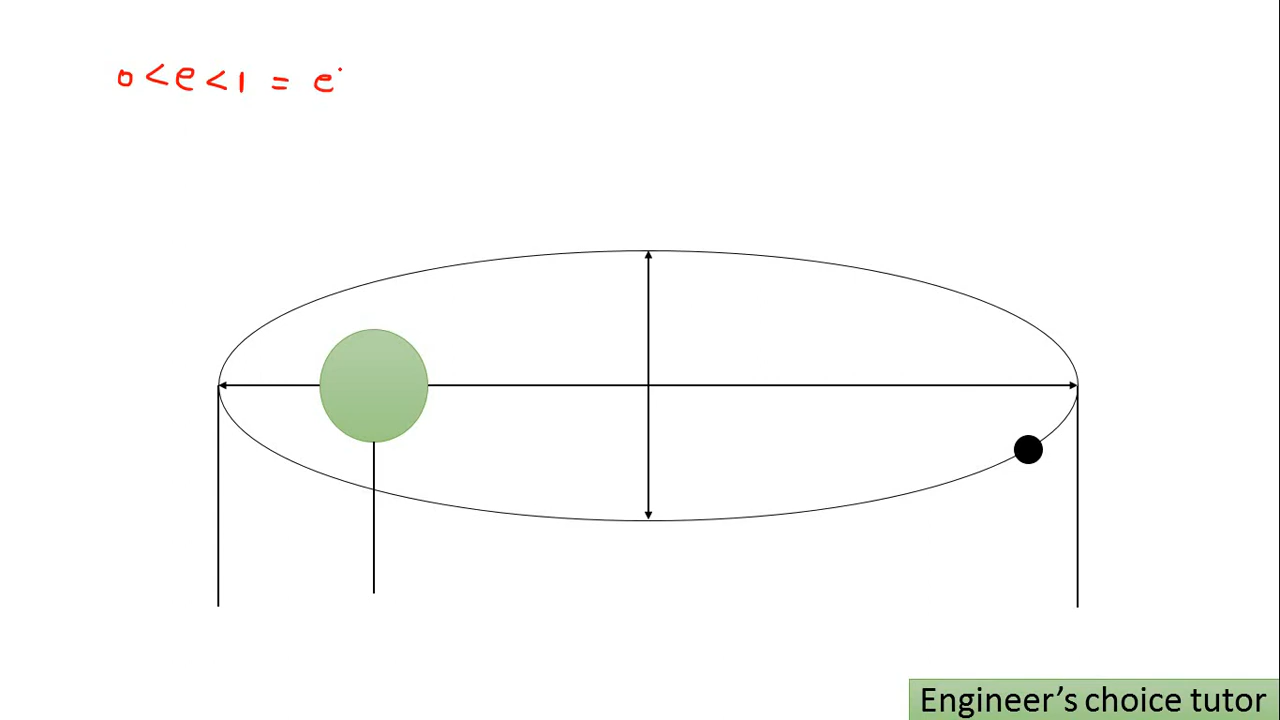 0 < e < 1 = e
Engineer's choice tutor